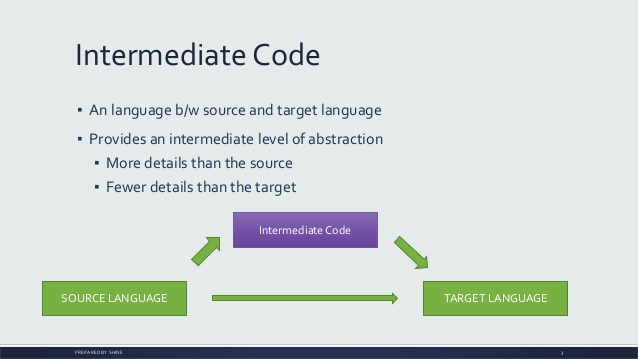 Intermediate Code
▪ An language b/w source and target language
▪ Provides an intermediate level of abstraction
▪ More details than the source
▪ Fewer details than the target
Intermediate Code
SOURCE LANGUAGE
TARGET LANGUAGE
PREPARED BY SHINE